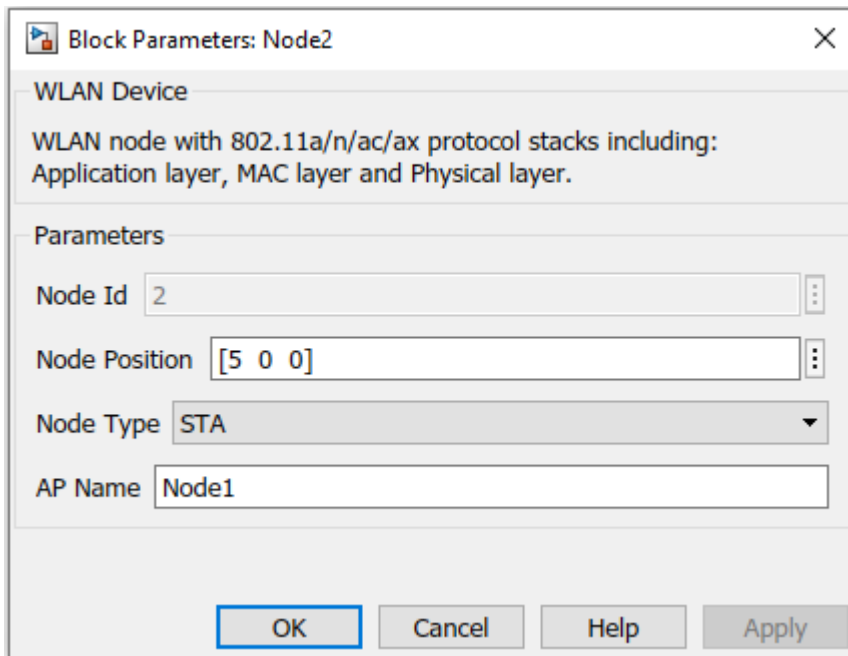 Block Parameters: Node2
WLAN Device
WLAN node with 802.11a/n/ac/ax protocol stacks including:
Application layer, MAC layer and Physical layer.
Parameters
Node Id 2
Node Position [5 0 0]
Node Type STA
AP Name Node1
OK Cancel Help Apply